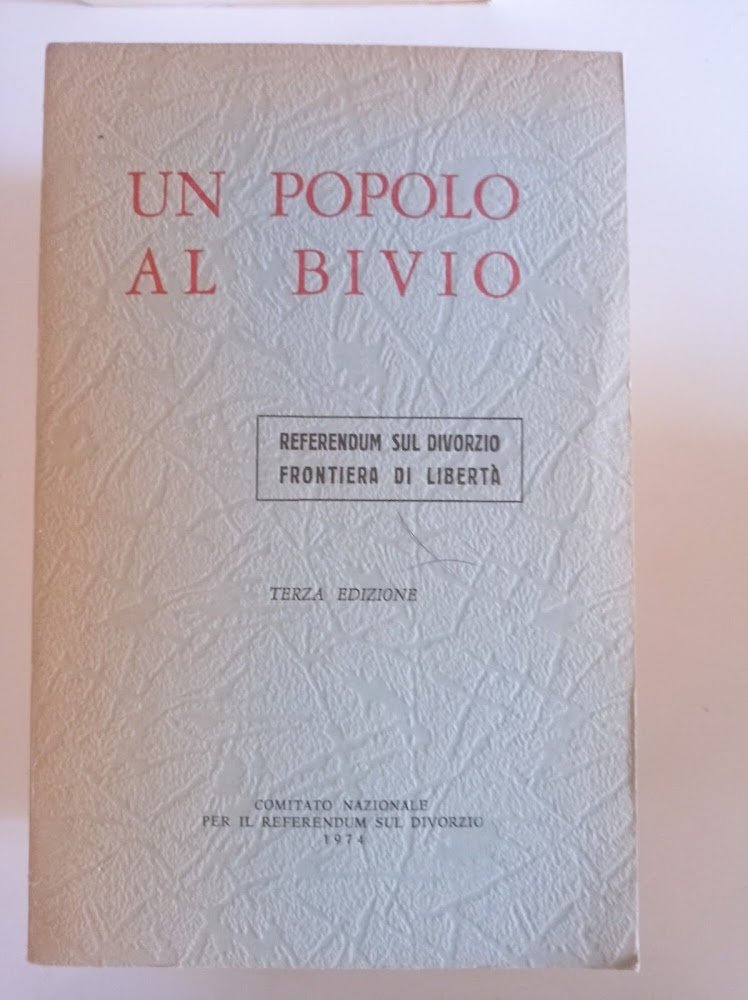 UN POPOLO
AL BIVIO
REFERENDUM SUL DIVORZIO
FRONTIERA DI LIBERTÀ
TERZA EDIZIONE
COMITATO NAZIONALE
PER IL REFERENDUM SUL DIVORZIO
1974